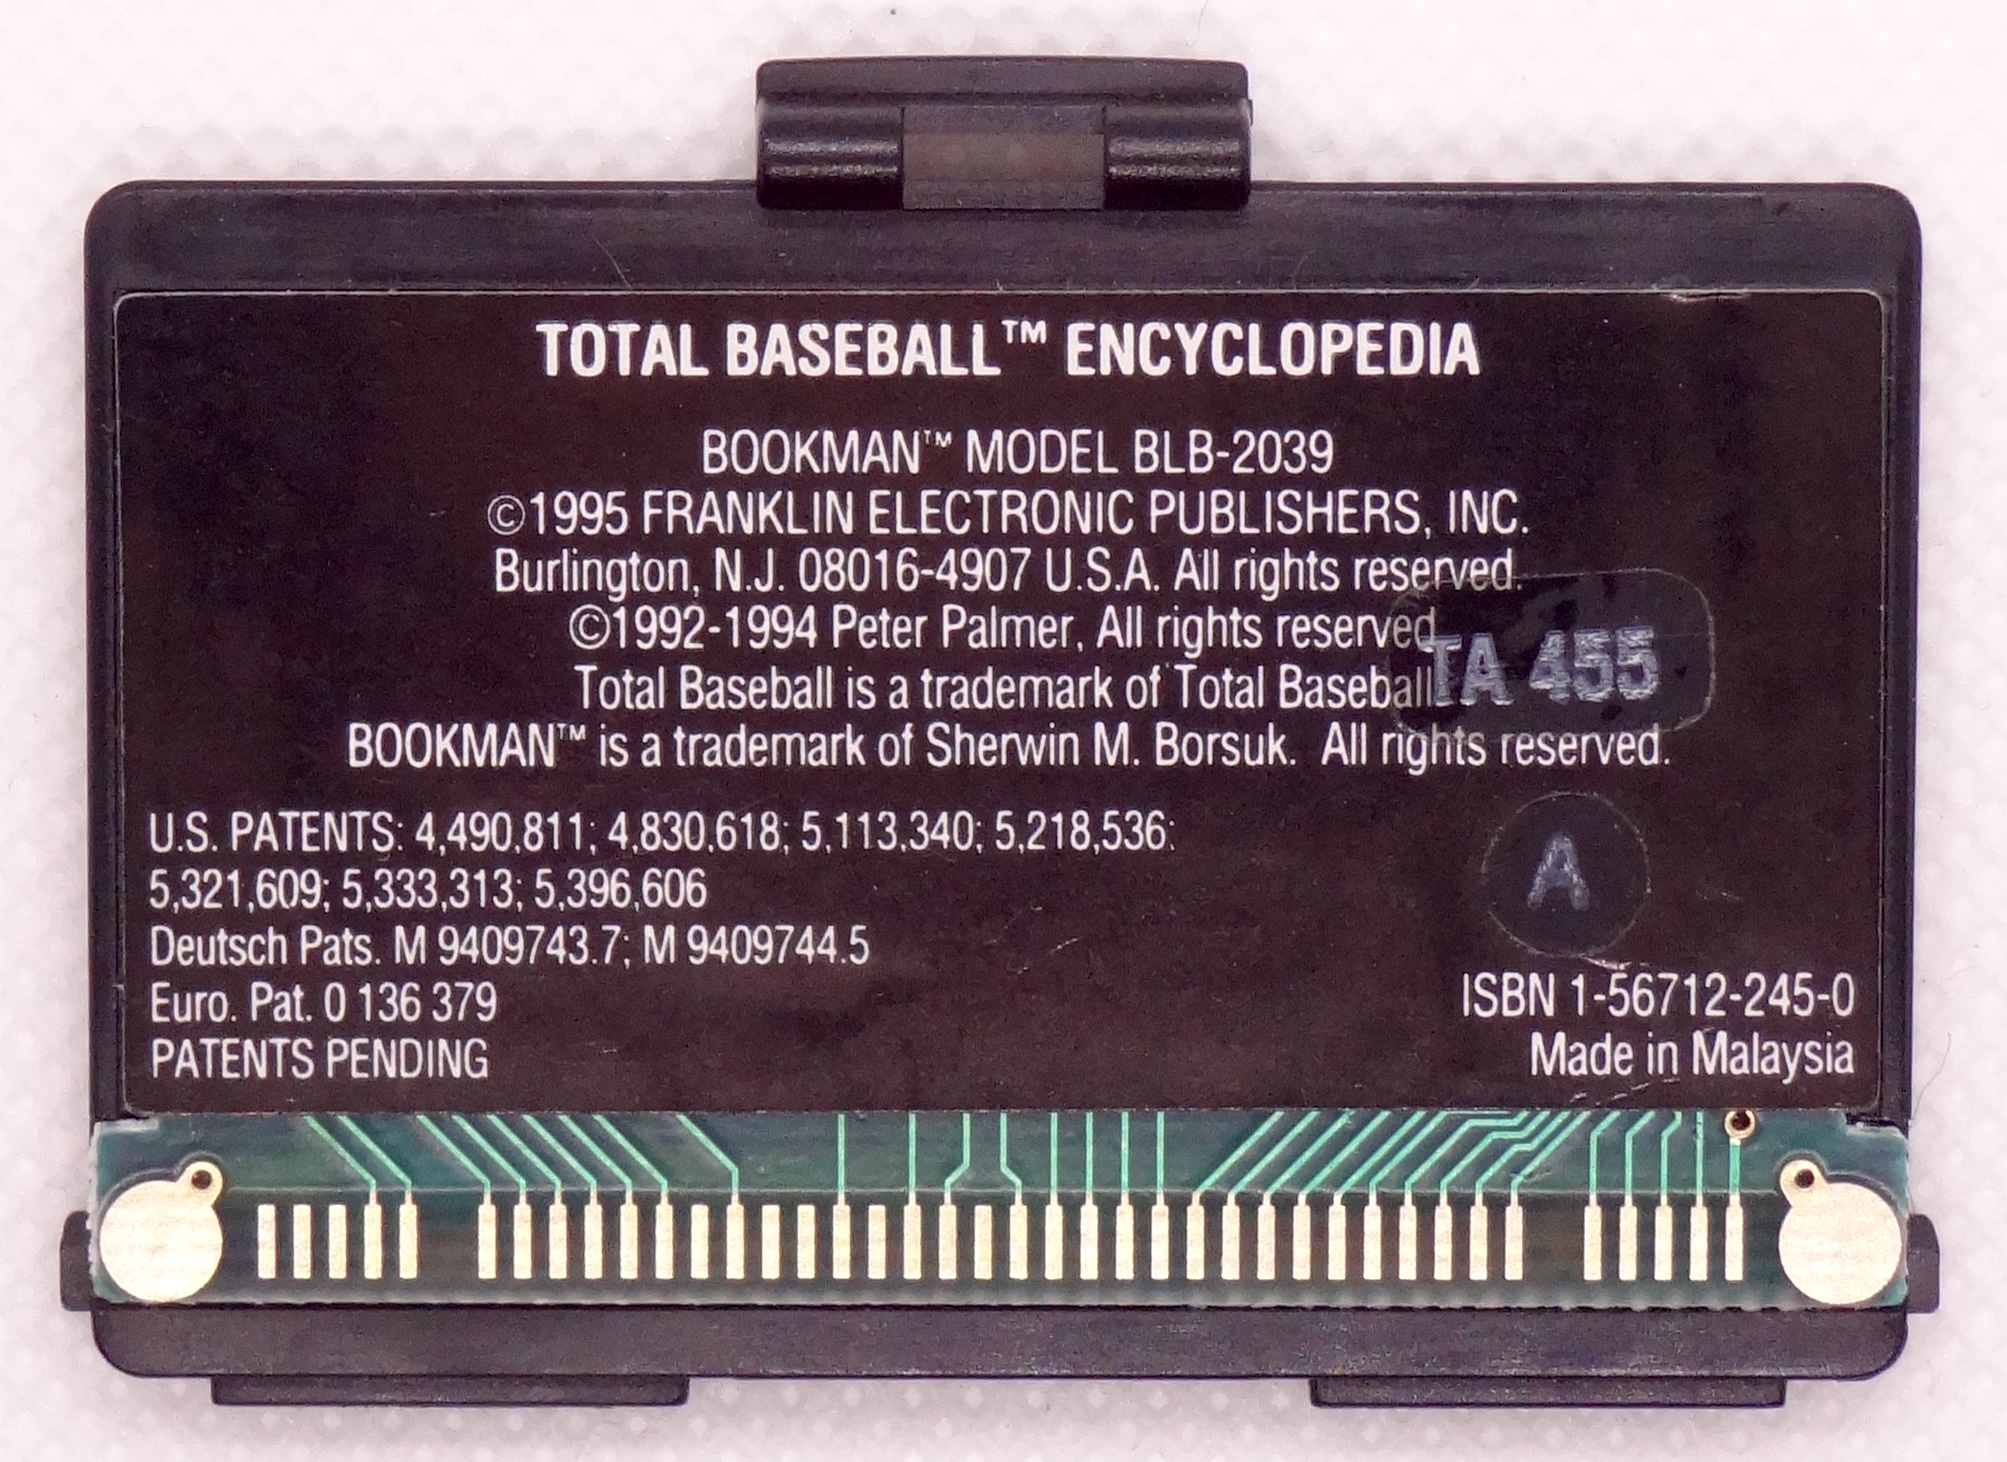 TOTAL BASEBALL™ ENCYCLOPEDIA
BOOKMAN™ MODEL BLB-2039
©1995 FRANKLIN ELECTRONIC PUBLISHERS, INC.
Burlington, N.J. 08016-4907 U.S.A. All rights reserved.
©1992-1994 Peter Palmer, All rights reserved
Total Baseball is a trademark of Total Baseball
TA 455
BOOKMAN™ is a trademark of Sherwin M. Borsuk. All rights reserved.
U.S. PATENTS: 4,490,811; 4,830,618; 5,113,340; 5,218,536;
5,321,609; 5,333,313; 5,396,606
A
Deutsch Pats. M 9409743.7; M 9409744.5
Euro. Pat. 0 136 379
ISBN 1-56712-245-0
PATENTS PENDING
Made in Malaysia